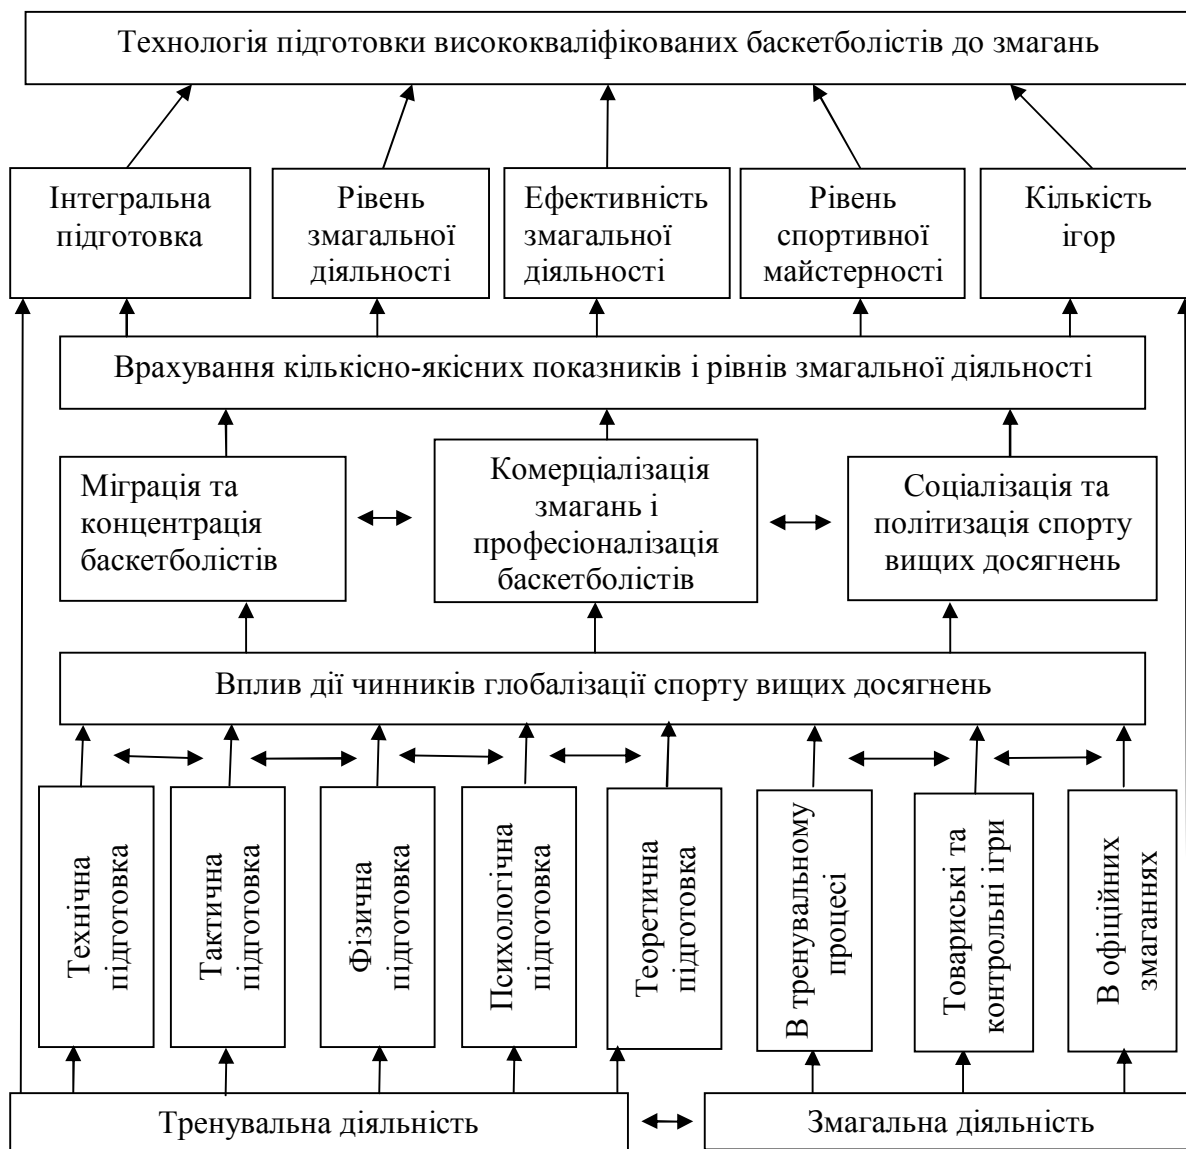 Технологія підготовки висококваліфікованих баскетболістів до змагань
Інтегральна
підготовка
Рівень
змагальної
діяльності
Ефективність
змагальної
діяльності
Рівень
спортивної
майстерності
Кількість
ігор
Врахування кількісно-якісних показників і рівнів змагальної діяльності
Міграція та
концентрація
баскетболістів
Комерціалізація
змагань і
професіоналізація
баскетболістів
Соціалізація та
політизація спорту
вищих досягнень
Вплив дії чинників глобалізації спорту вищих досягнень
Технічна
підготовка
Тактична
підготовка
Фізична
підготовка
Психологічна
підготовка
Теоретична
підготовка
В тренувальному
процесі
Товариські та
контрольні ігри
В офіційних
змаганнях
Тренувальна діяльність
Змагальна діяльність